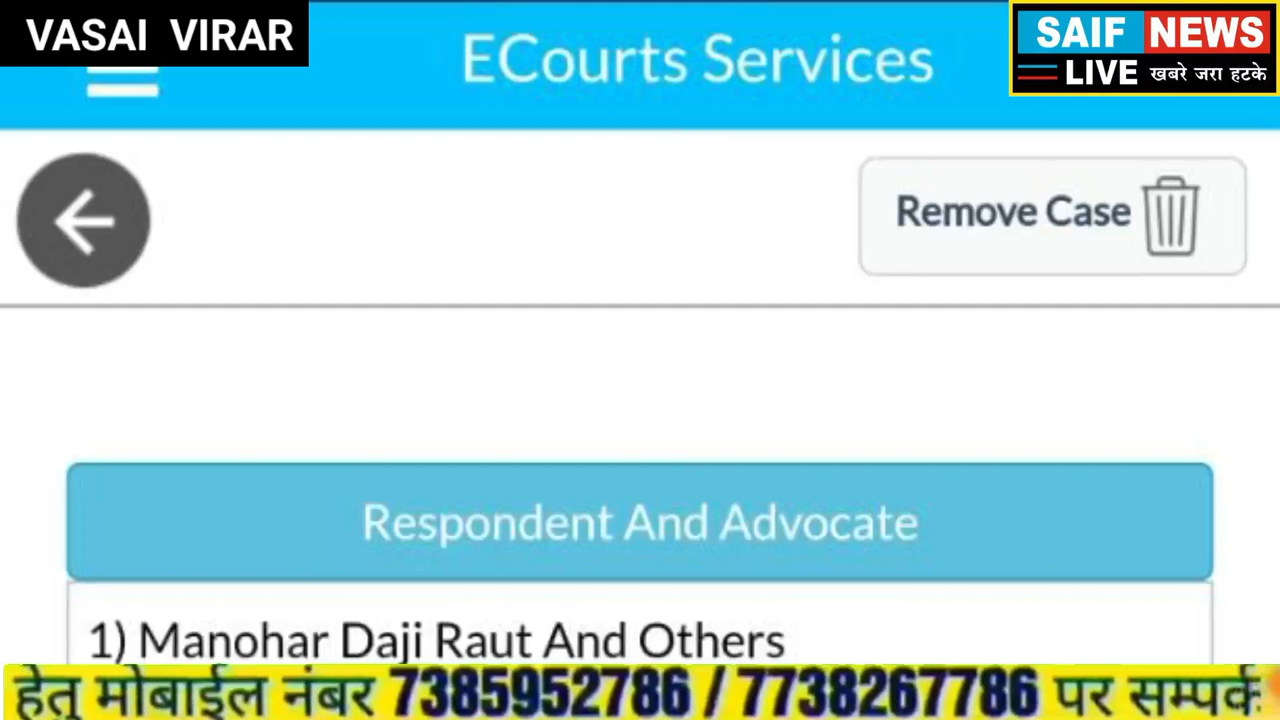 VASAI VIRAR
ECourts Services
SAIF NEWS
LIVE खबरे जरा हटके
Remove Case
Respondent And Advocate
1) Manohar Daji Raut And Others
हेतु मोबाईल नंबर 7385952786 / 7738267786 पर सम्पर्क